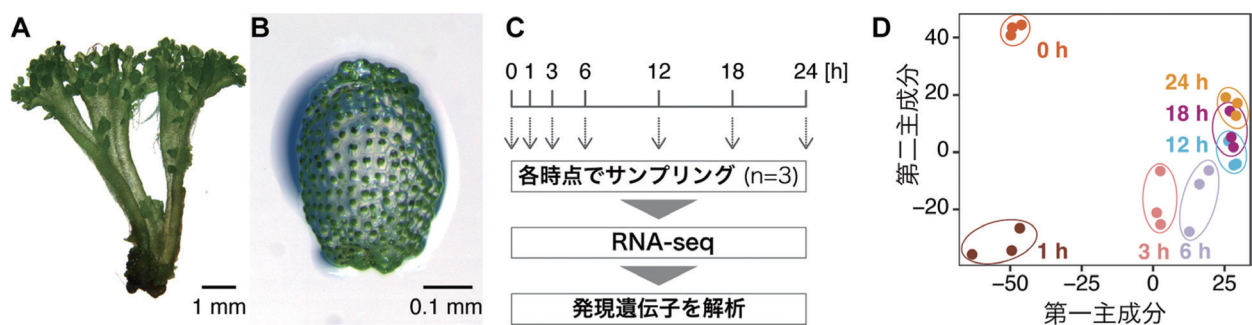 A
1 mm
B
0.1 mm
C
0 1 3 6 12 18 24 [h]
各時点でサンプリング (n=3)
RNA-seq
発現遺伝子を解析
D
第二主成分
40
20
0
−20
0 h
24 h
18 h
12 h
1 h
3 h
6 h
−50 −25 0 25
第一主成分